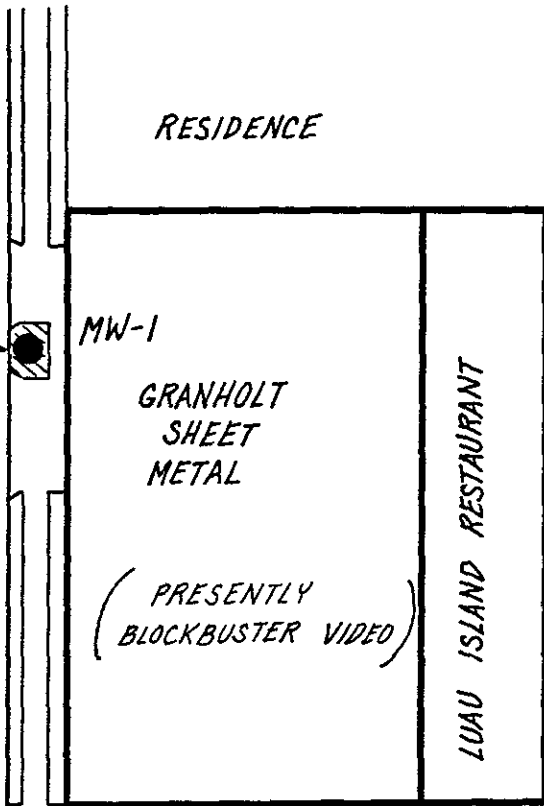 RESIDENCE
MW-1
GRANHOLT
SHEET
METAL
(PRESENTLY
BLOCKBUSTER VIDEO)
LUAU ISLAND RESTAURANT